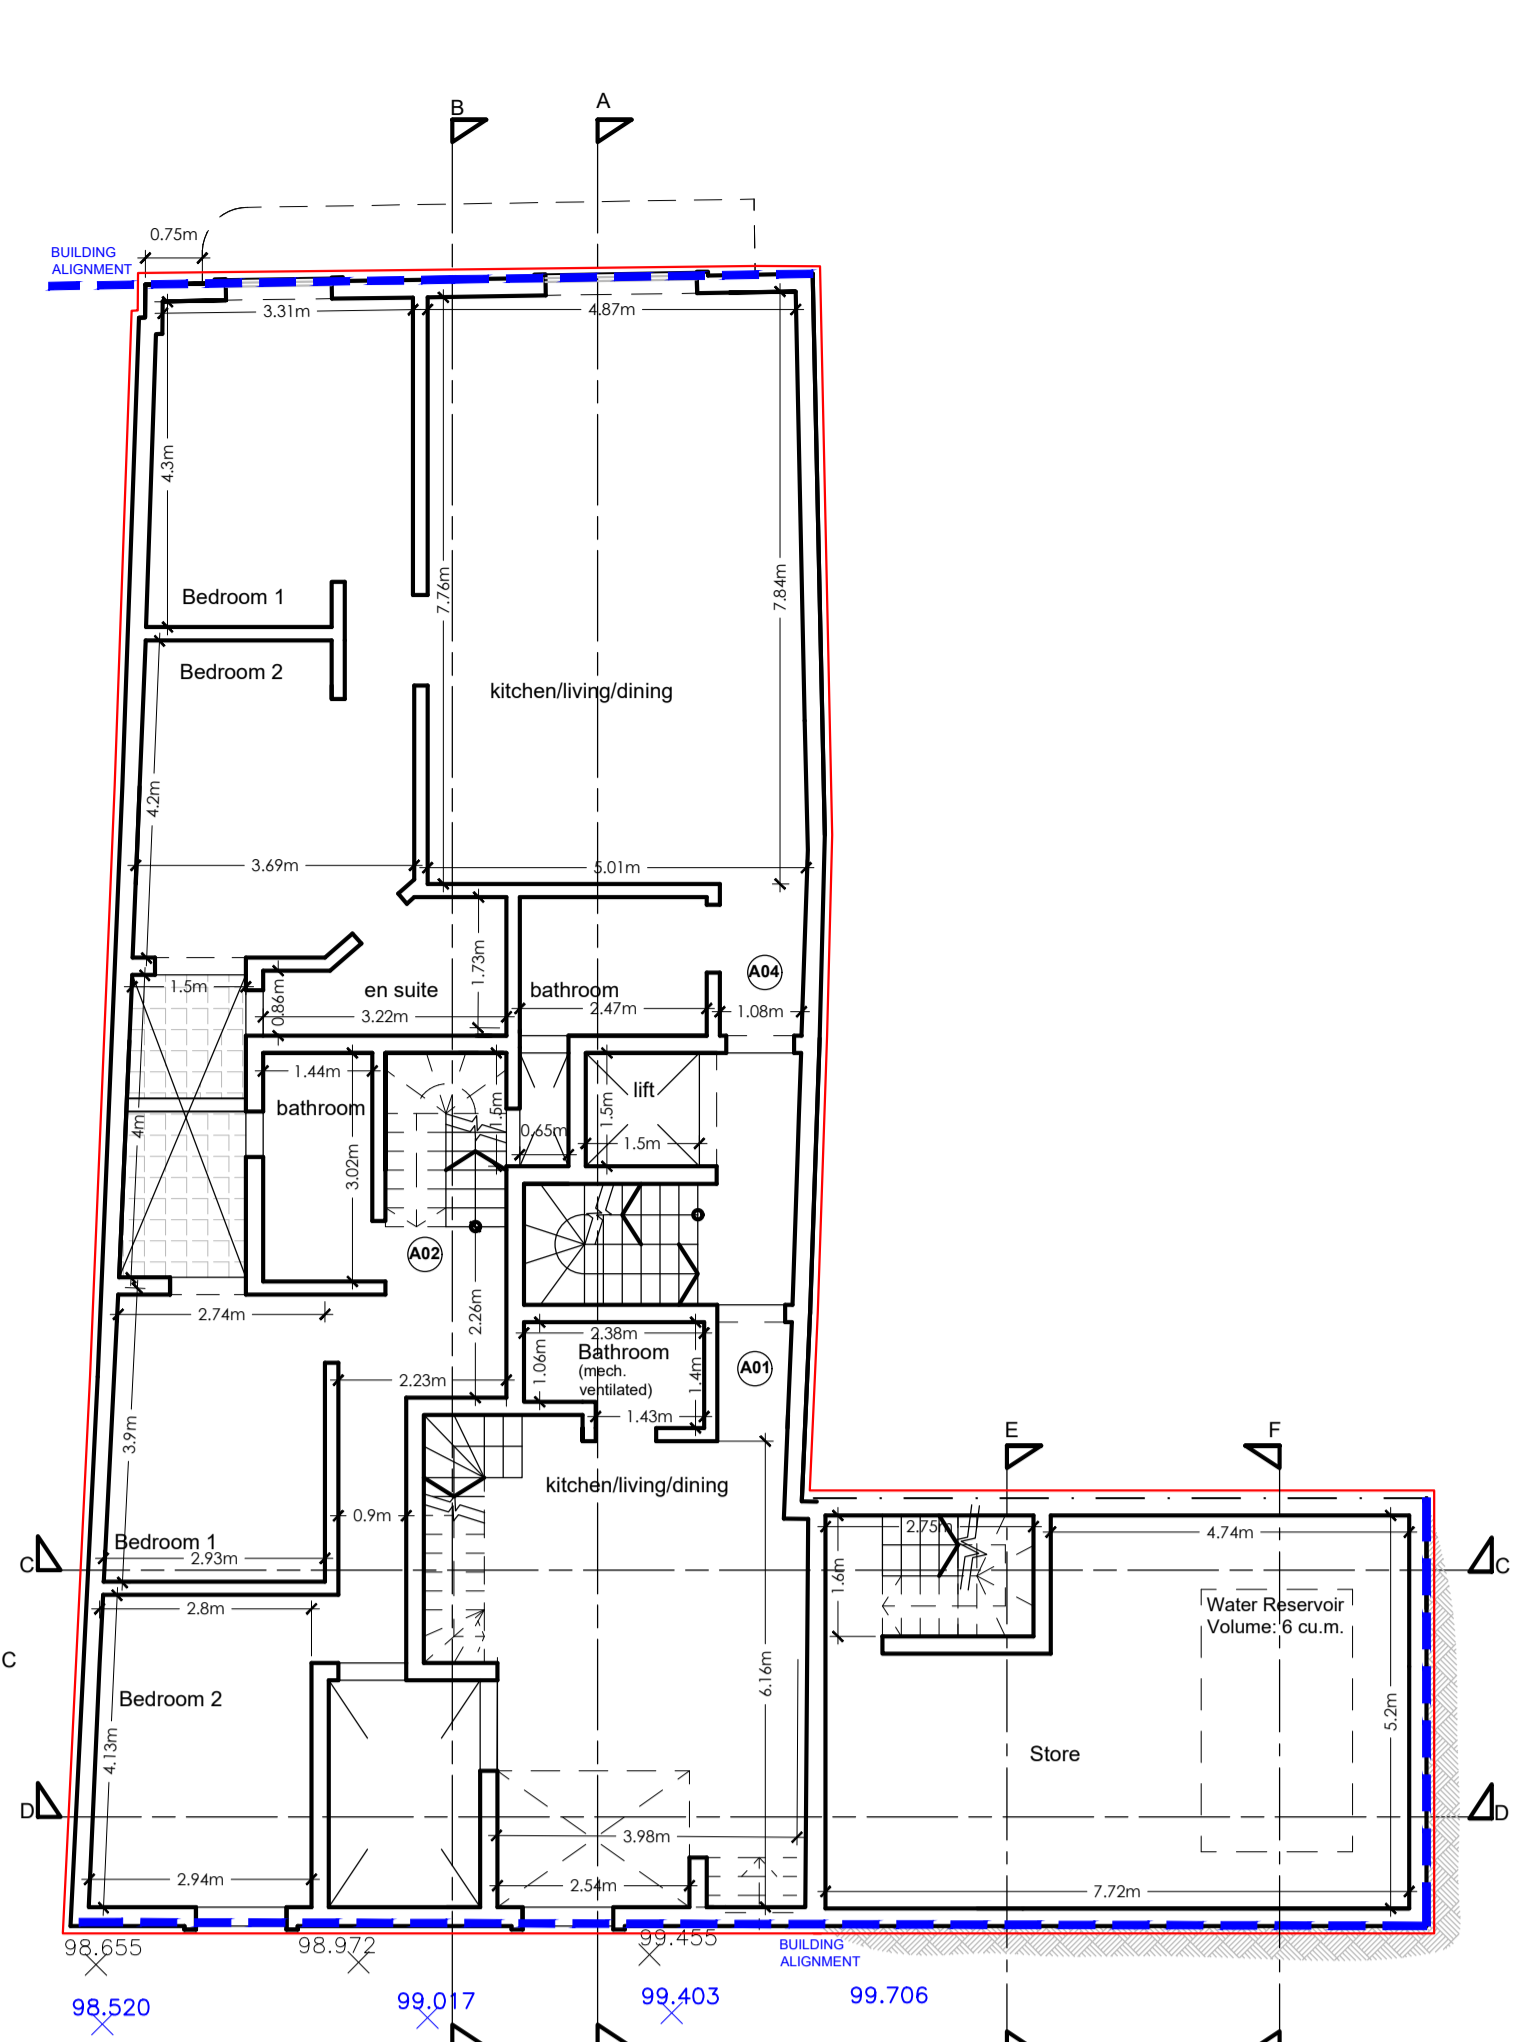 B
A
0.75m
BUILDING
ALIGNMENT
3.31m
4.87m
4.3m
7.76m
7.84m
Bedroom 1
Bedroom 2
kitchen/living/dining
4.2m
3.69m
5.01m
1.73m
A04
1.5m
0.86m
en suite
bathroom
3.22m
2.47m
1.08m
1.44m
bathroom
4m
1.5m
0.65m
lift
1.5m
1.5m
3.02m
A02
2.74m
2.26m
2.38m
1.06m
Bathroom
(mech.
ventilated)
1.4m
A01
2.23m
1.43m
3.9m
kitchen/living/dining
E
F
0.9m
2.75m
4.74m
Bedroom 1
2.93m
C
C
1.6m
2.8m
Water Reservoir
Volume: 6 cu.m.
C
6.16m
Bedroom 2
5.2m
4.13m
Store
D
D
3.98m
2.94m
2.54m
7.72m
98.655
98.972
99.455
BUILDING
ALIGNMENT
98.520
99.017
99.403
99.706